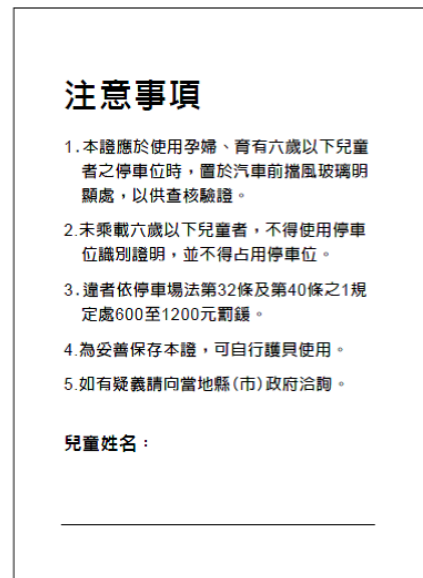 注意事項
1.本證應於使用孕婦、育有六歲以下兒童
者之停車位時，置於汽車前擋風玻璃明
顯處，以供查核驗證。
2.未乘載六歲以下兒童者，不得使用停車
位識別證明，並不得占用停車位。
3.違者依停車場法第32條及第40條之1規
定處600至1200元罰鍰。
4.為妥善保存本證，可自行護貝使用。
5.如有疑義請向當地縣(市)政府洽詢。
兒童姓名：